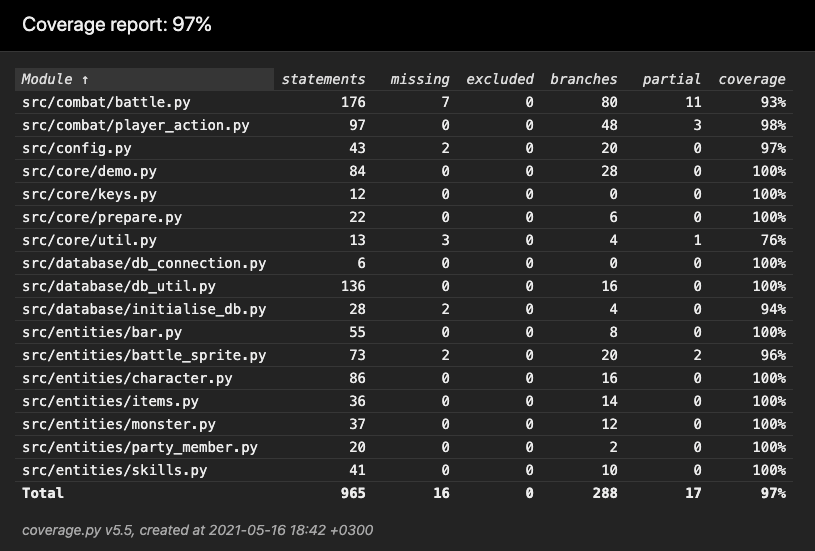 Coverage report: 97%
Module ↑ statements missing excluded branches partial coverage
src/combat/battle.py 176 7 0 80 11 93%
src/combat/player_action.py 97 0 0 48 3 98%
src/config.py 43 2 0 20 0 97%
src/core/demo.py 84 0 0 28 0 100%
src/core/keys.py 12 0 0 0 0 100%
src/core/prepare.py 22 0 0 6 0 100%
src/core/util.py 13 3 0 4 1 76%
src/database/db_connection.py 6 0 0 0 0 100%
src/database/db_util.py 136 0 0 16 0 100%
src/database/initialise_db.py 28 2 0 4 0 94%
src/entities/bar.py 55 0 0 8 0 100%
src/entities/battle_sprite.py 73 2 0 20 2 96%
src/entities/character.py 86 0 0 16 0 100%
src/entities/items.py 36 0 0 14 0 100%
src/entities/monster.py 37 0 0 12 0 100%
src/entities/party_member.py 20 0 0 2 0 100%
src/entities/skills.py 41 0 0 10 0 100%
Total 965 16 0 288 17 97%
coverage.py v5.5, created at 2021-05-16 18:42 +0300